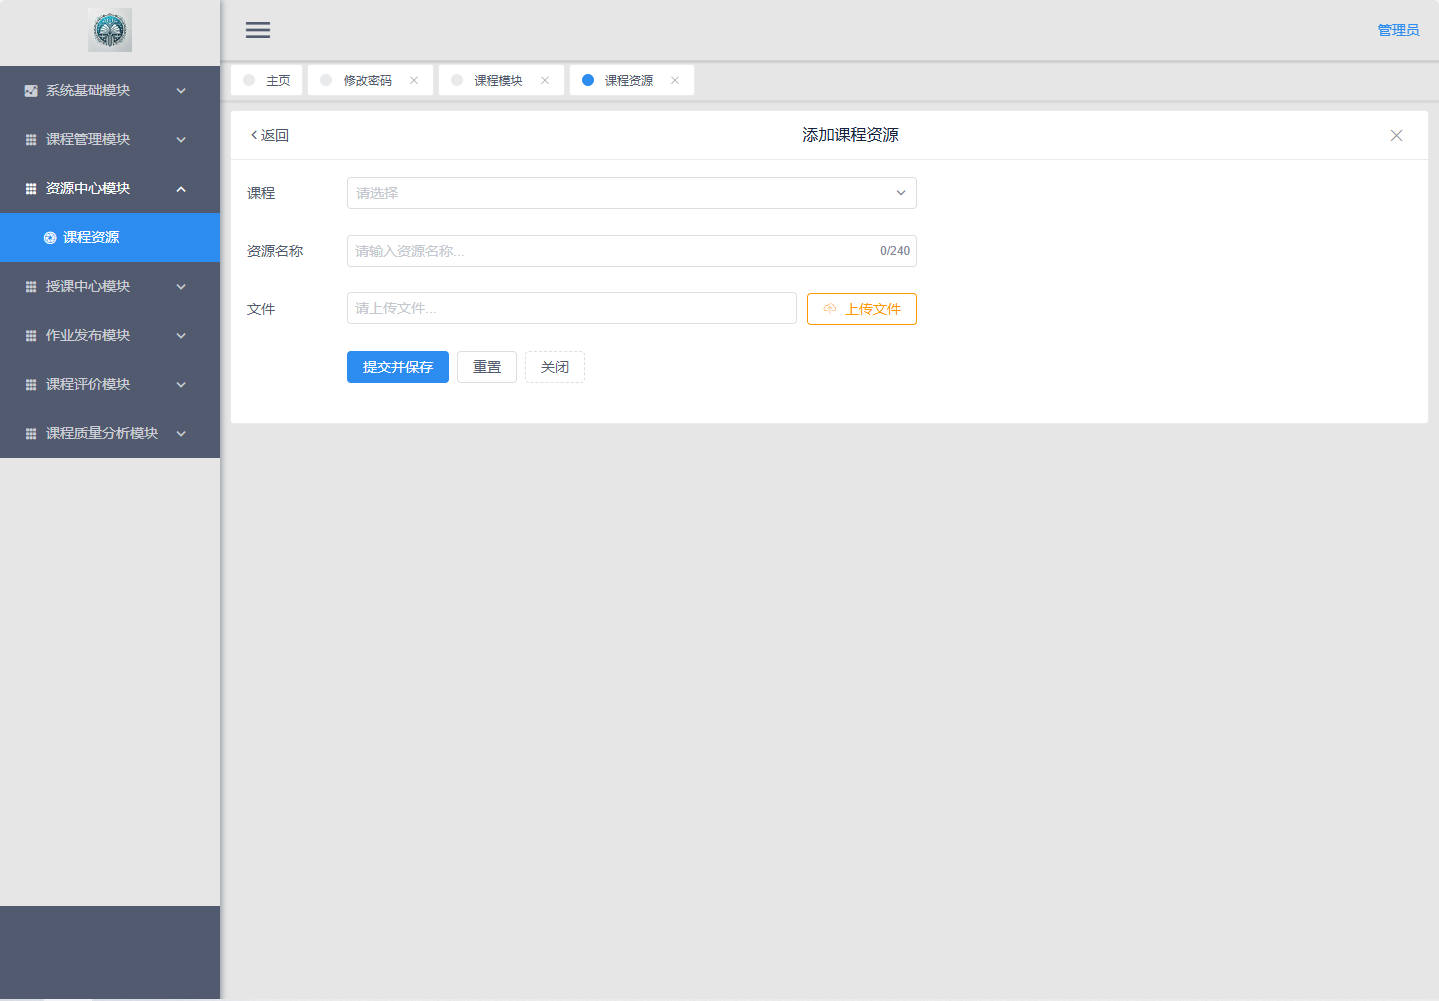 管理员
系统基础模块
课程管理模块
资源中心模块
课程资源
授课中心模块
作业发布模块
课程评价模块
课程质量分析模块
主页 修改密码 课程模块 课程资源
返回 添加课程资源
课程 请选择
资源名称 请输入资源名称... 0/240
文件 请上传文件... 上传文件
提交并保存 重置 关闭